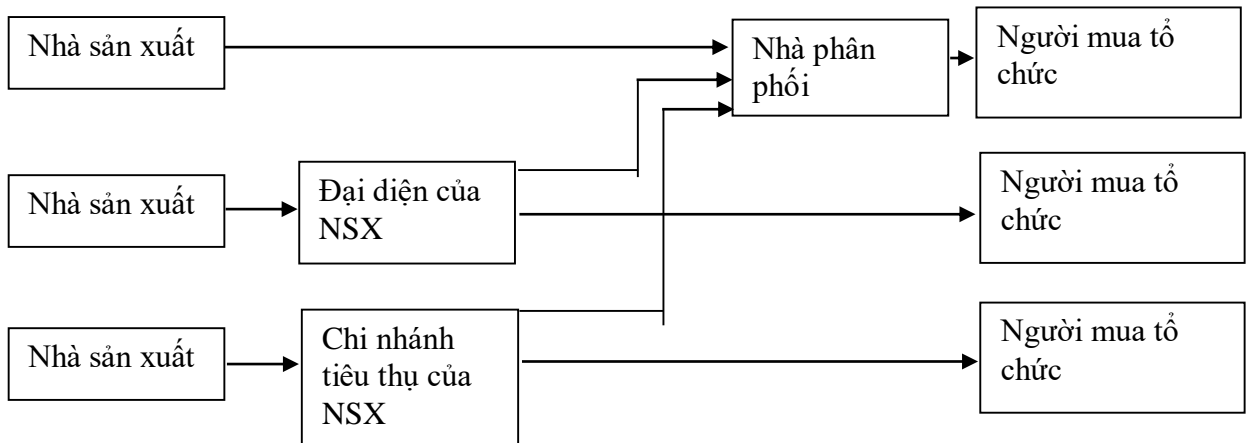 Nhà sản xuất
Nhà phân
phối
Người mua tổ
chức
Nhà sản xuất
Đại diện của
NSX
Người mua tổ
chức
Nhà sản xuất
Chi nhánh
tiêu thụ của
NSX
Người mua tổ
chức